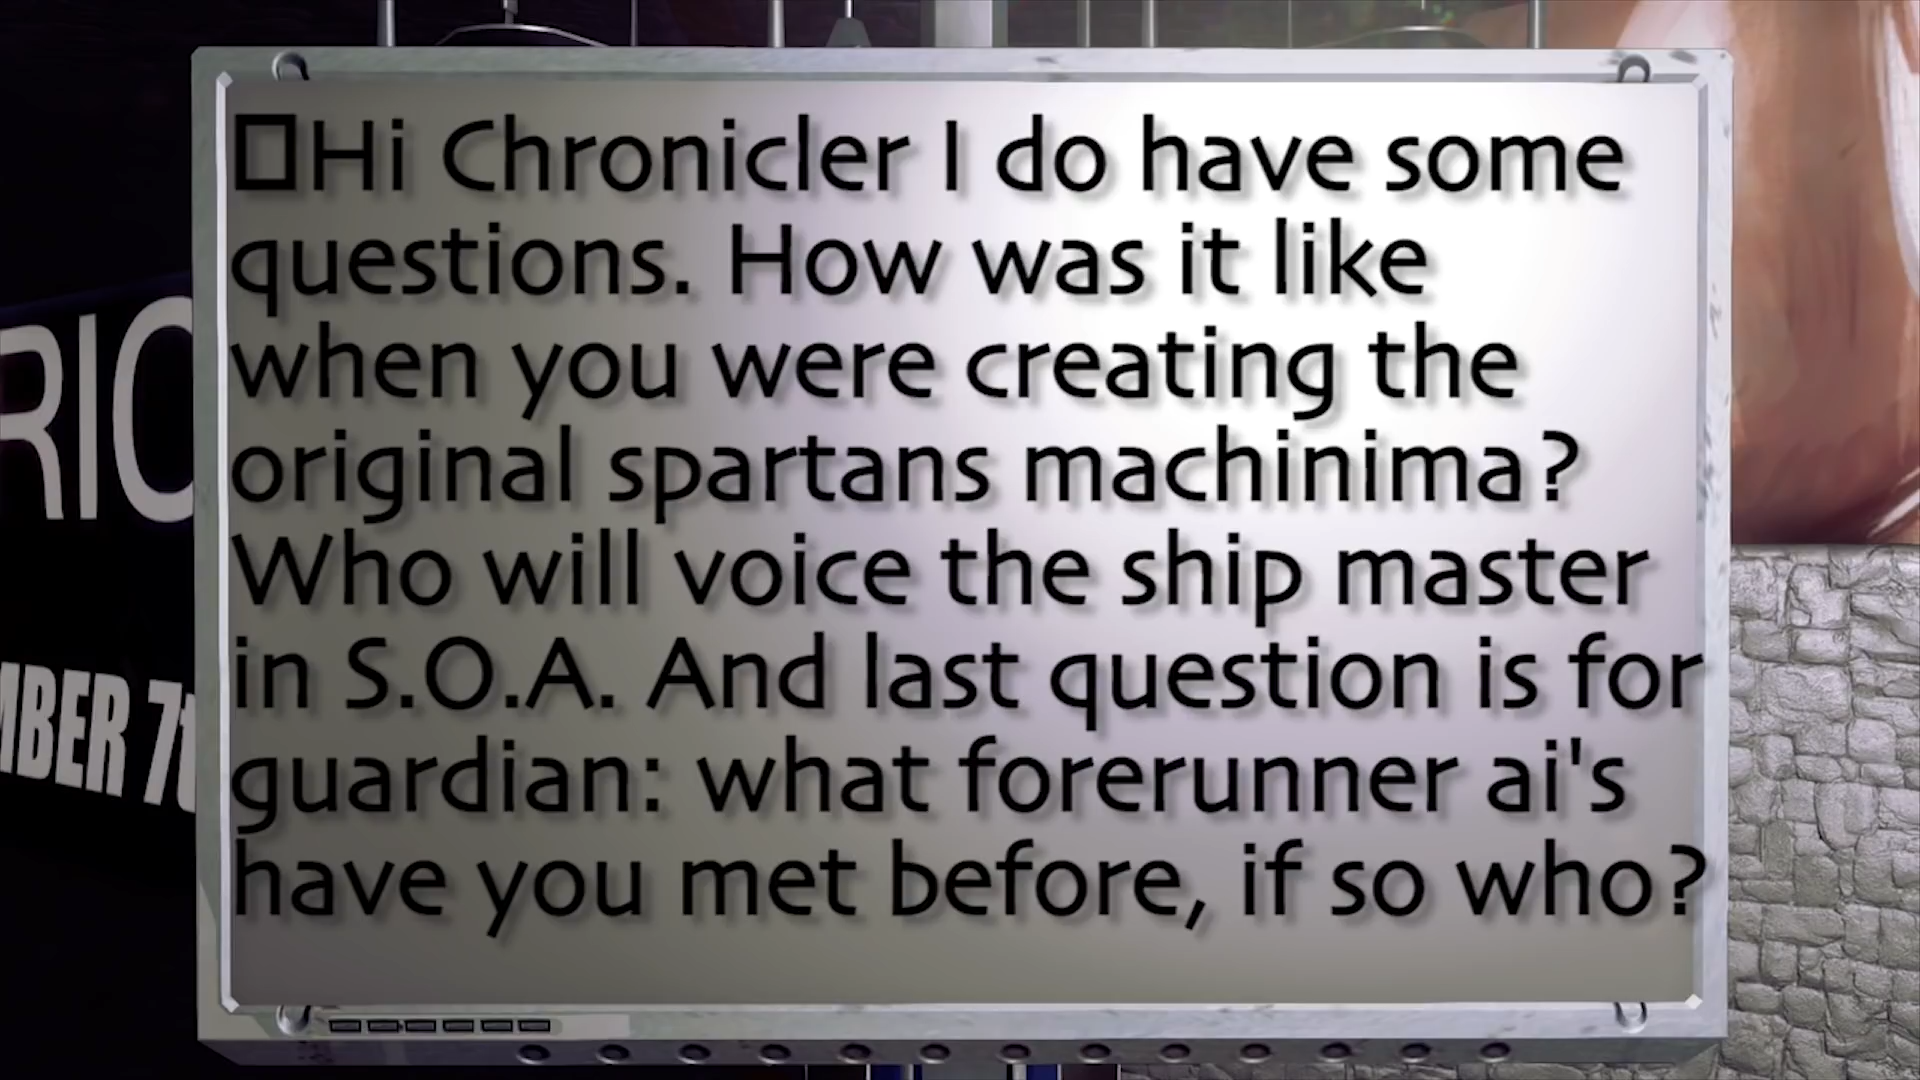 RIO
MBER 7t
□Hi Chronicler I do have some
questions. How was it like
when you were creating the
original spartans machinima?
Who will voice the ship master
in S.O.A. And last question is for
guardian: what forerunner ai's
have you met before, if so who?